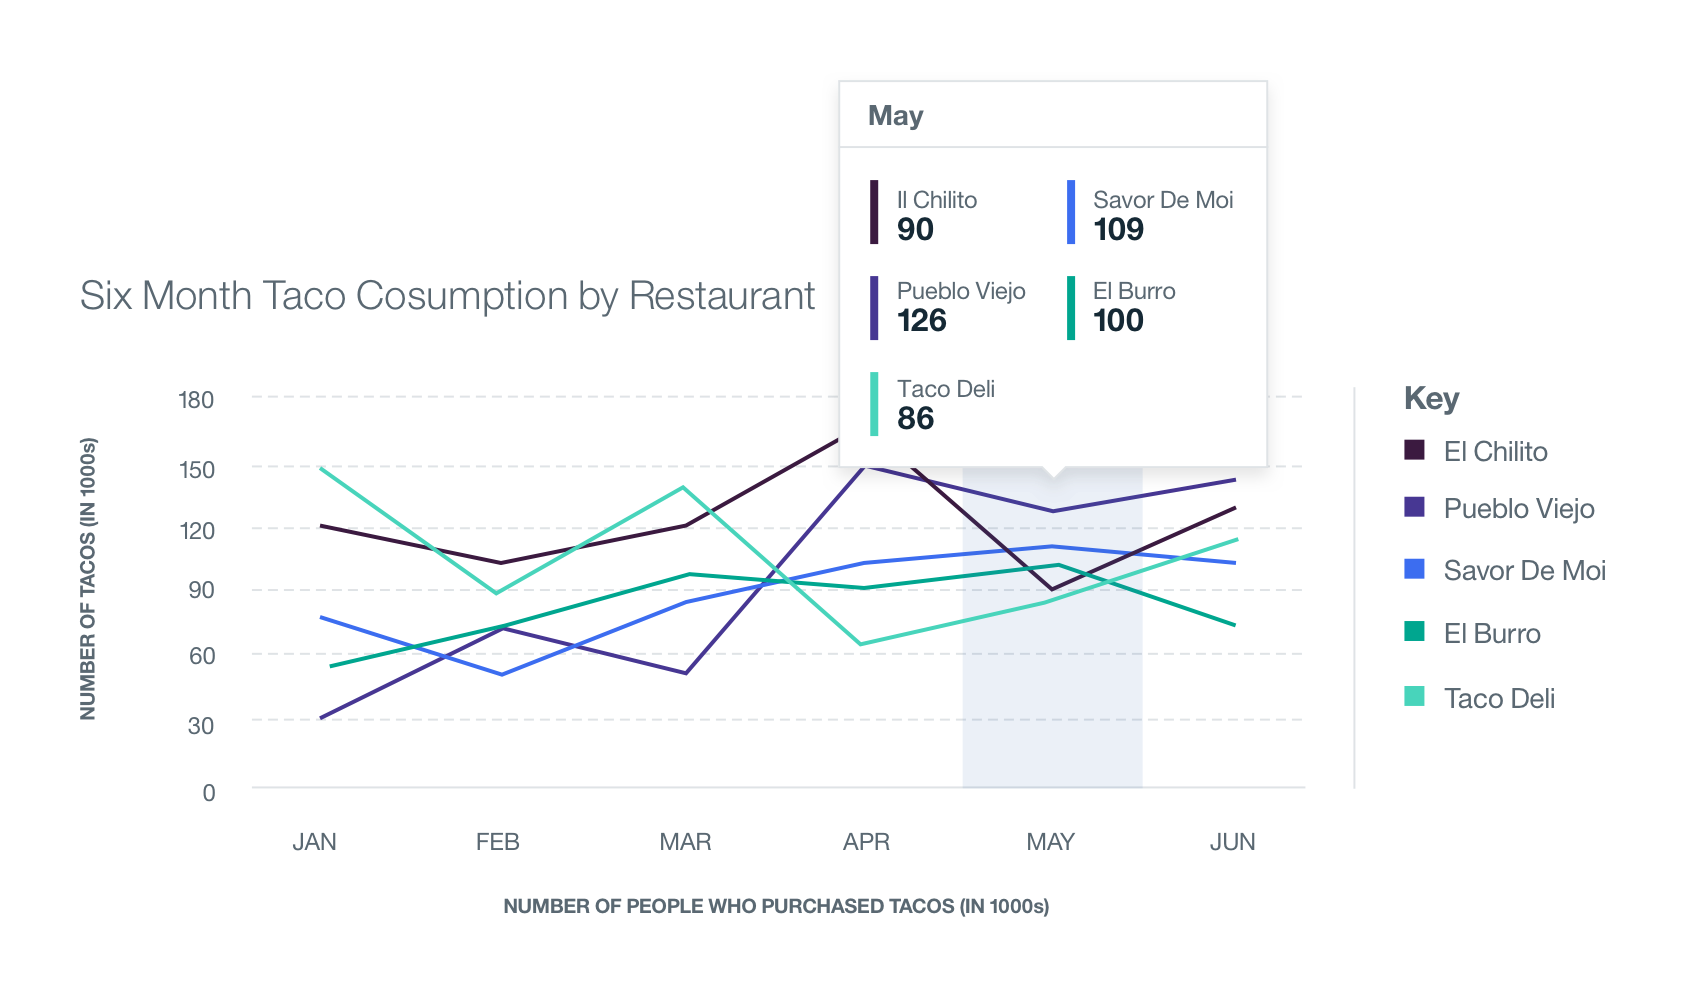 May
Il Chilito
90
Savor De Moi
109
Pueblo Viejo
126
El Burro
100
Taco Deli
86
Six Month Taco Cosumption by Restaurant
NUMBER OF TACOS (IN 1000s)
180
150
120
90
60
30
0
JAN
FEB
MAR
APR
MAY
JUN
NUMBER OF PEOPLE WHO PURCHASED TACOS (IN 1000s)
Key
El Chilito
Pueblo Viejo
Savor De Moi
El Burro
Taco Deli